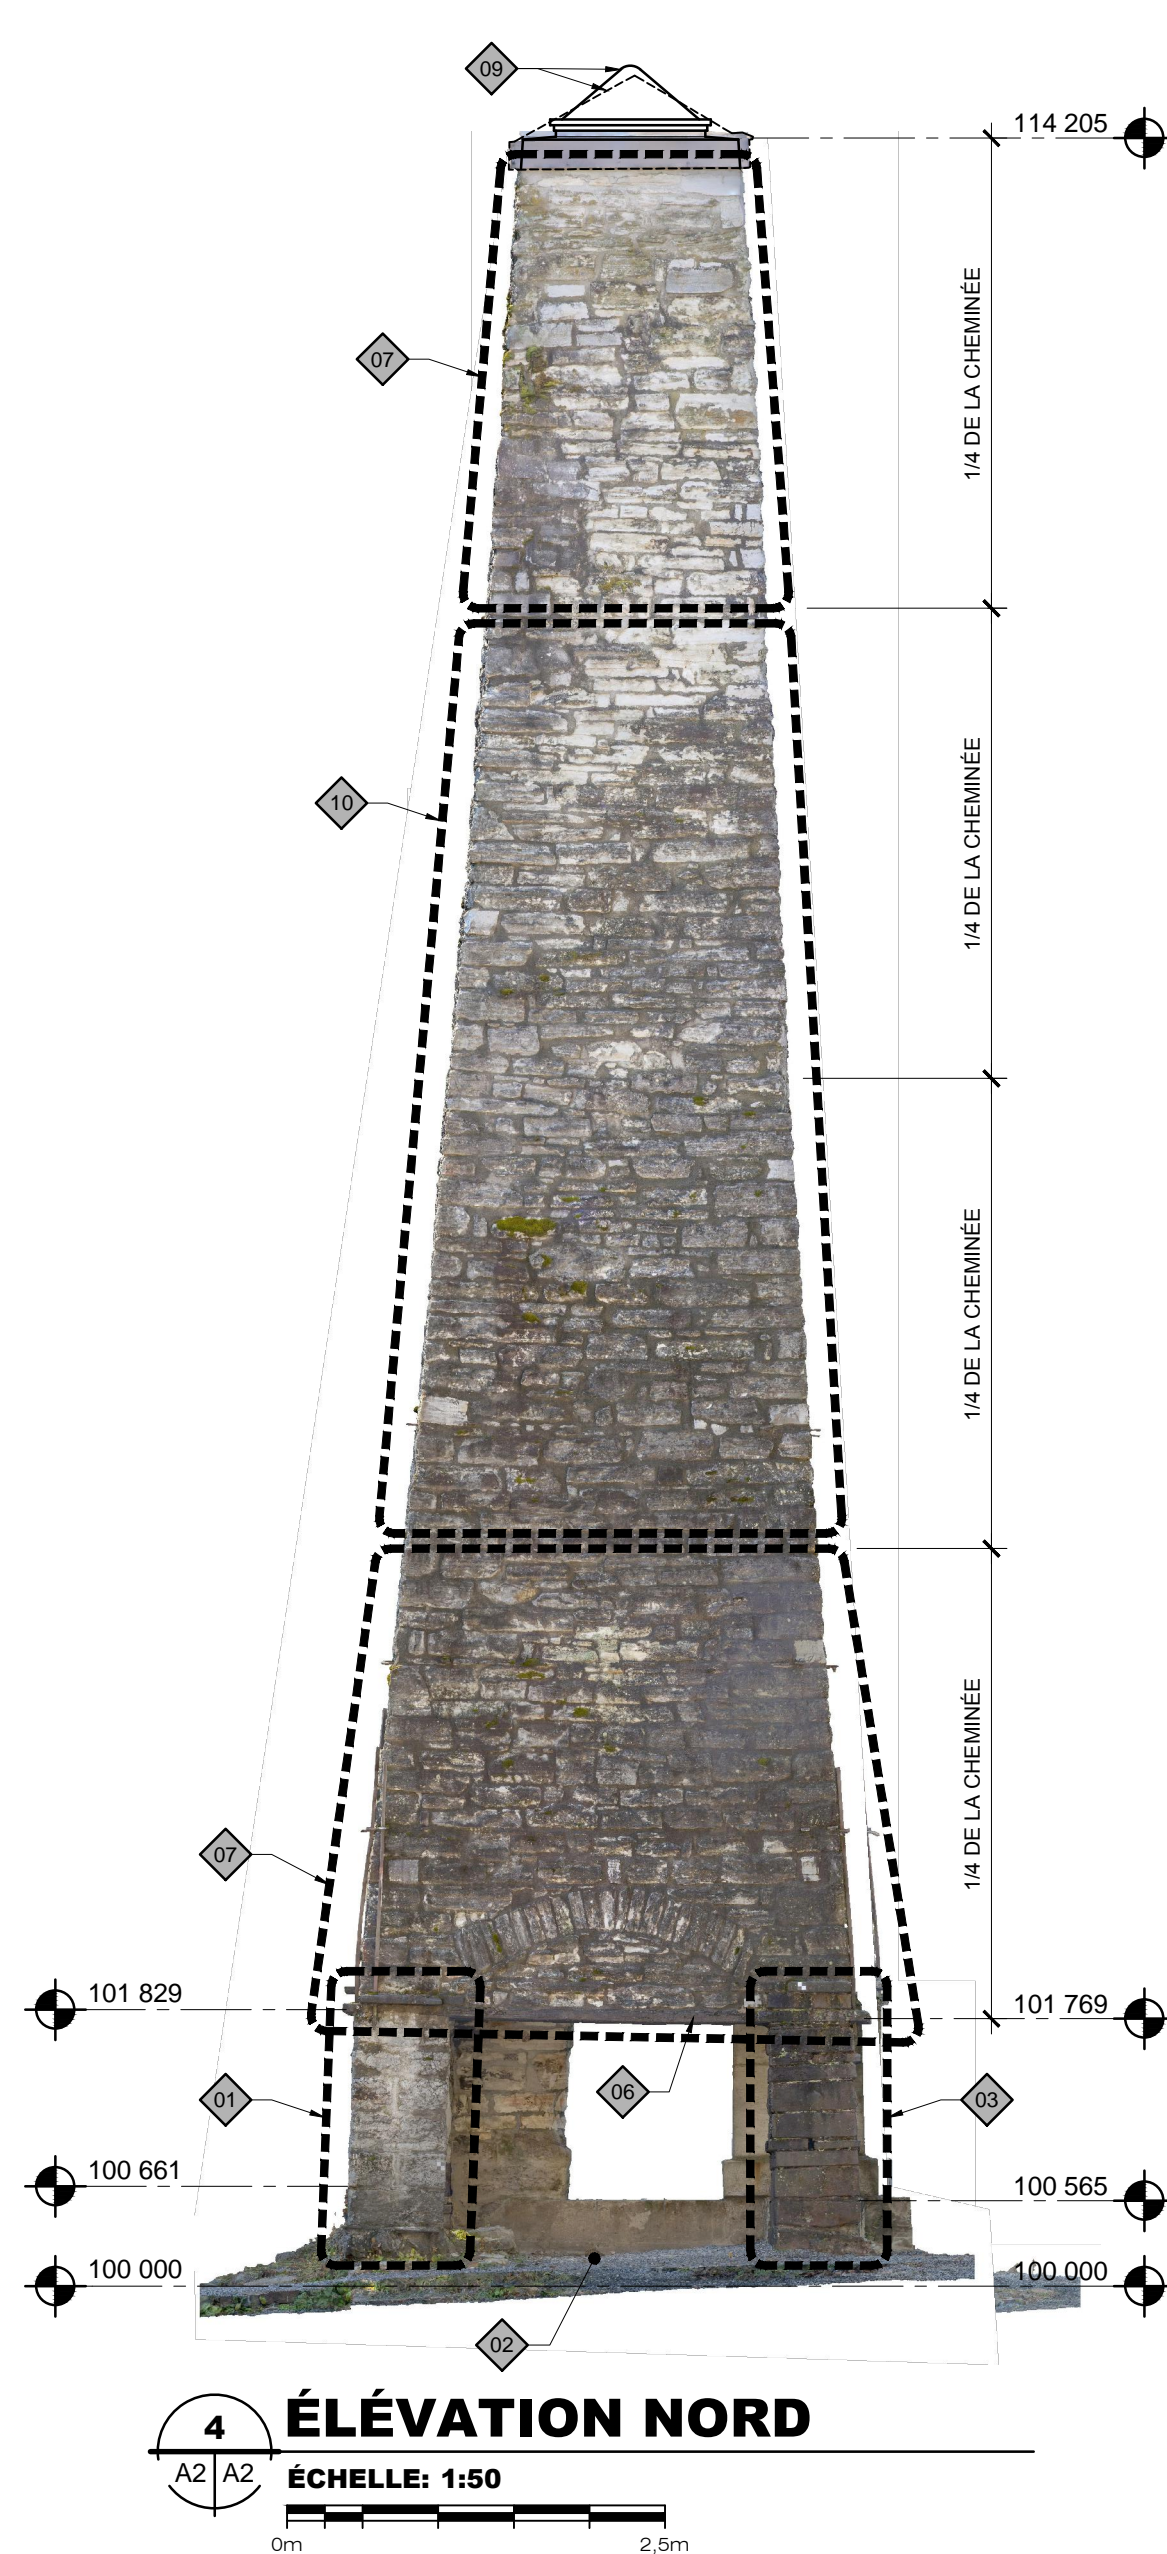 09
114 205
1/4 DE LA CHEMINÉE
07
1/4 DE LA CHEMINÉE
10
1/4 DE LA CHEMINÉE
1/4 DE LA CHEMINÉE
07
101 829
101 769
01
06
03
100 661
100 565
100 000
100 000
02
4
ÉLÉVATION NORD
A2 A2
ÉCHELLE: 1:50
0m 2,5m